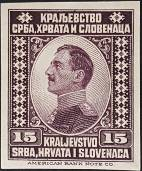 КРАЉЕВСТВО
СРБА, ХРВАТА И СЛОВЕНАЦА
15 KRALJEVSTVO 15
SRBA, HRVATA I SLOVENACA
AMERICAN BANK NOTE CO.